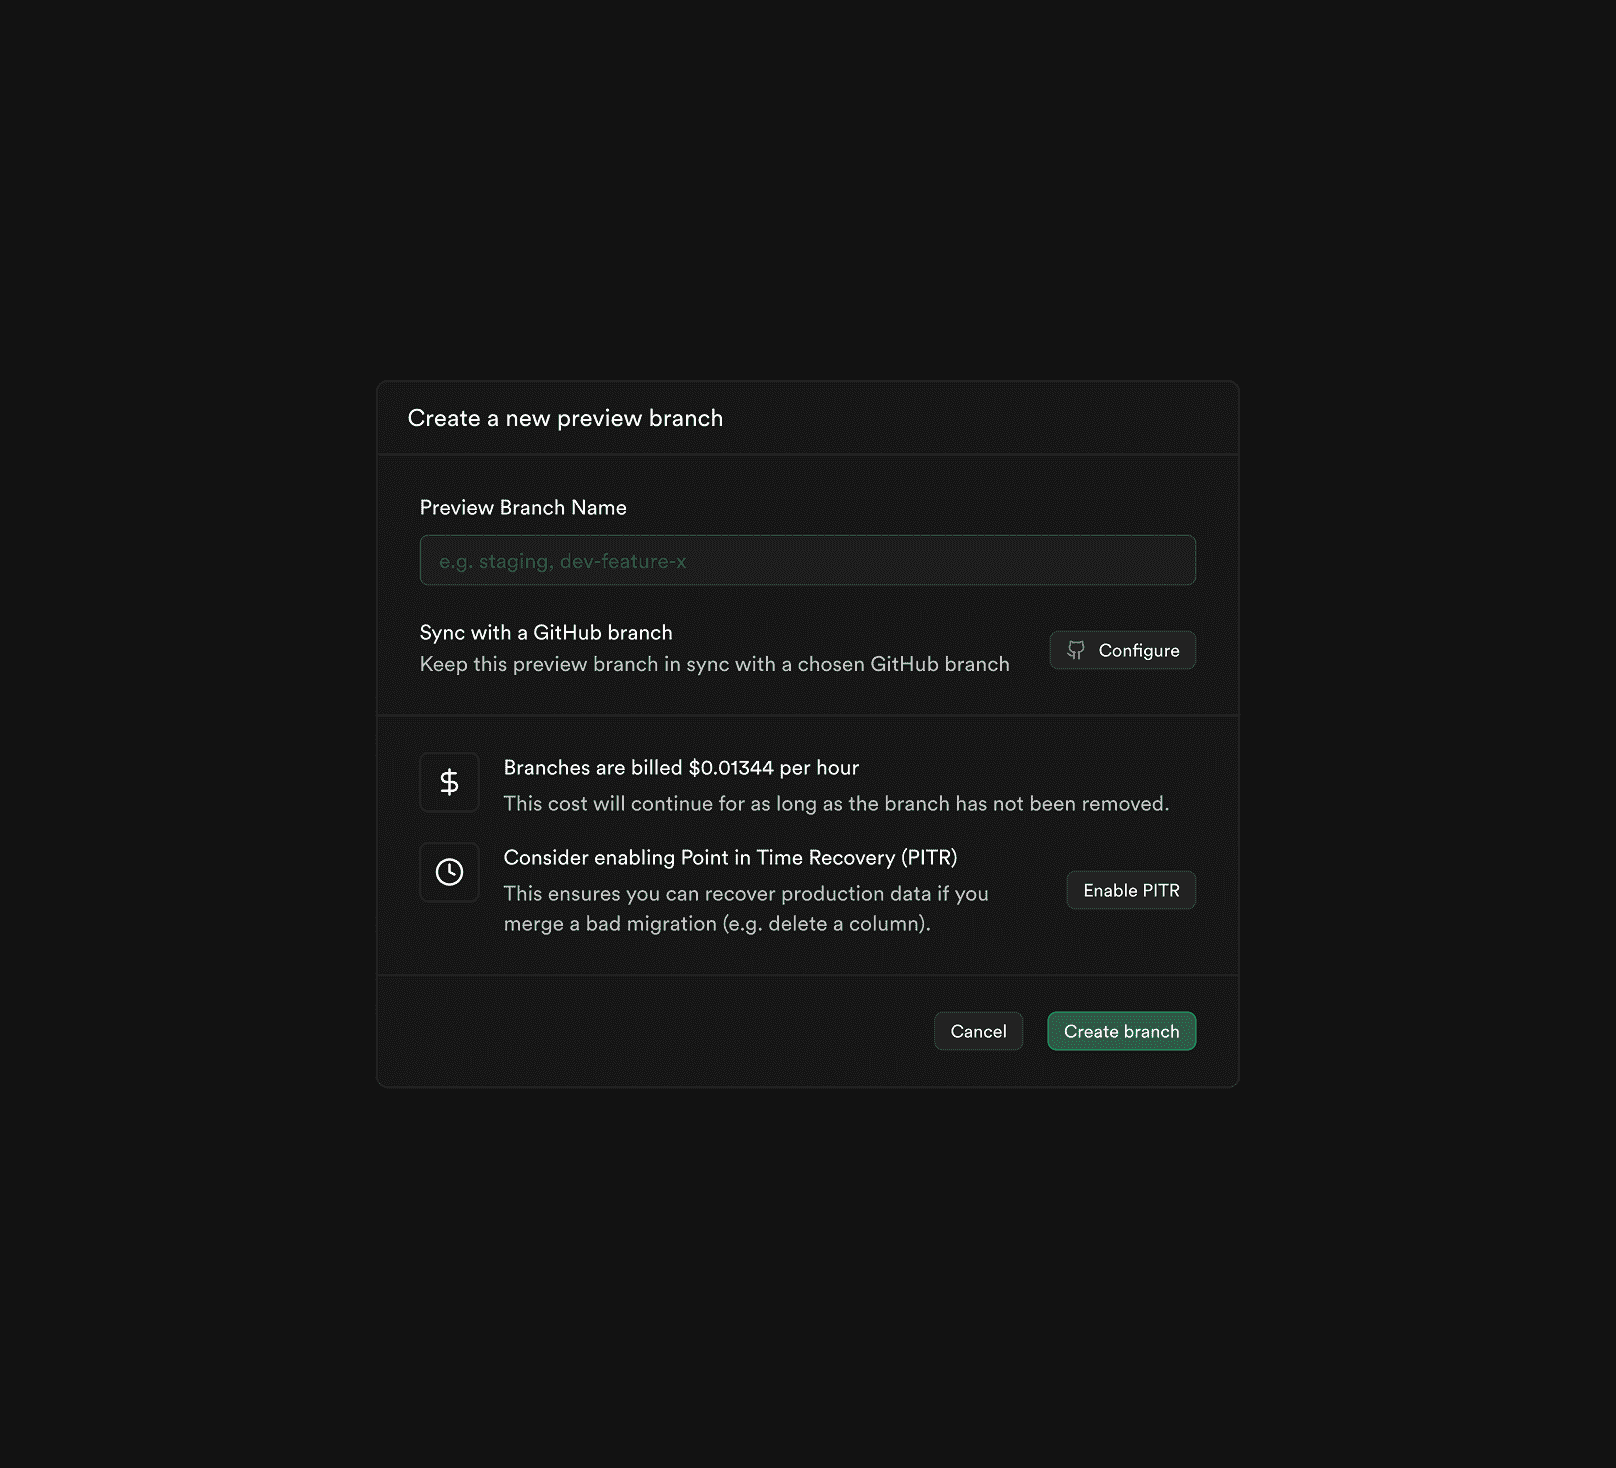 Create a new preview branch
Preview Branch Name
e.g. staging, dev-feature-x
Sync with a GitHub branch
Keep this preview branch in sync with a chosen GitHub branch
Configure
Branches are billed $0.01344 per hour
This cost will continue for as long as the branch has not been removed.
Consider enabling Point in Time Recovery (PITR)
This ensures you can recover production data if you
merge a bad migration (e.g. delete a column).
Enable PITR
Cancel
Create branch